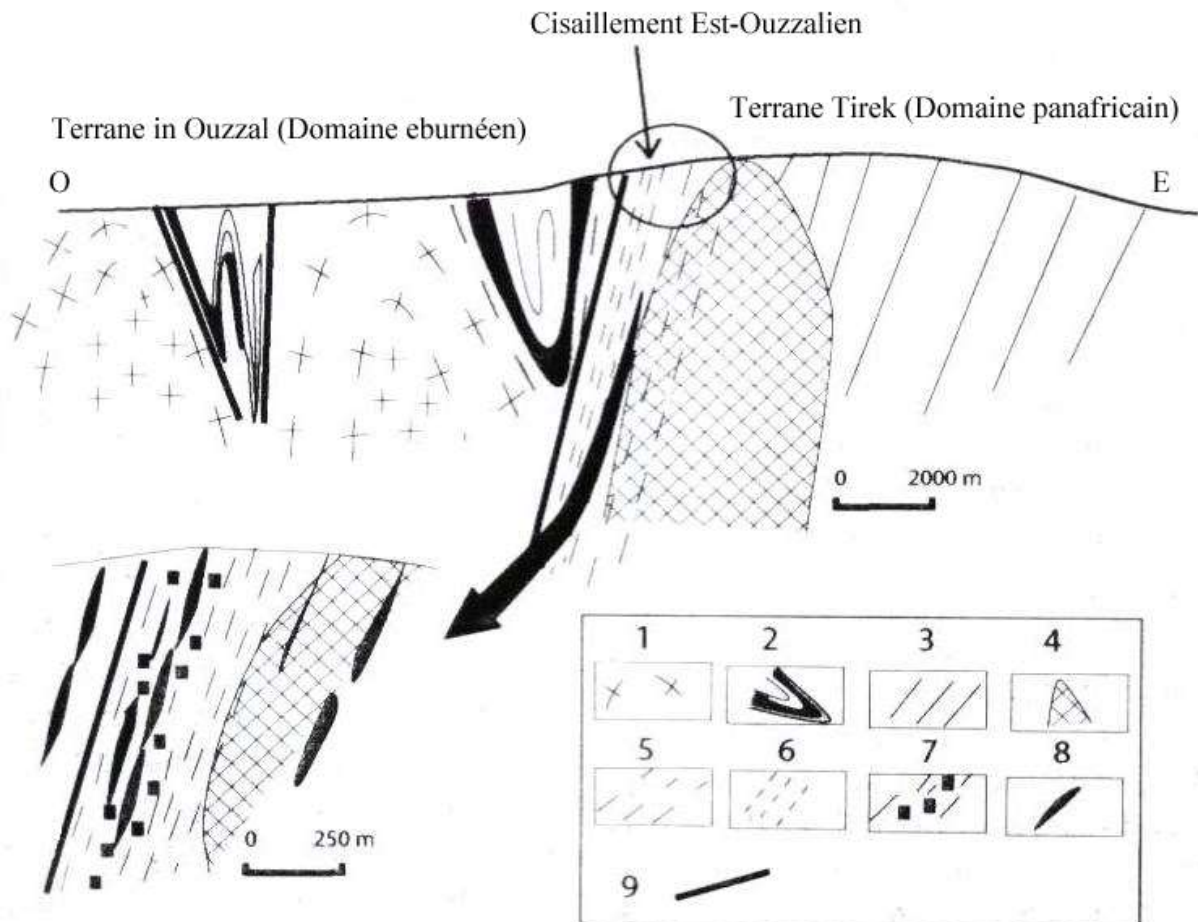 Cisaillement Est-Ouzzalien
Terrane in Ouzzal (Domaine eburnéen)
Terrane Tirek (Domaine panafricain)
O
E
0 2000 m
0 250 m
1 2 3 4
5 6 7 8
9